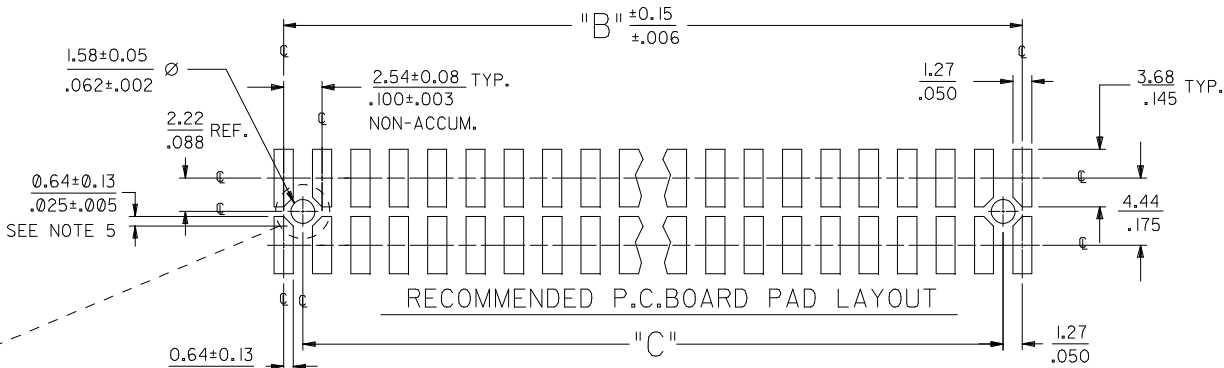 "B" ±0.15
±.006
℄
℄
1.58±0.05 Ø
.062±.002
2.54±0.08 TYP.
.100±.003
NON-ACCUM.
℄
1.27
.050
3.68 TYP.
.145
2.22 REF.
.088
℄
℄
0.64±0.13
.025±.005
SEE NOTE 5
℄
4.44
.175
℄
℄ ℄
RECOMMENDED P.C.BOARD PAD LAYOUT
"C"
1.27
.050
0.64±0.13